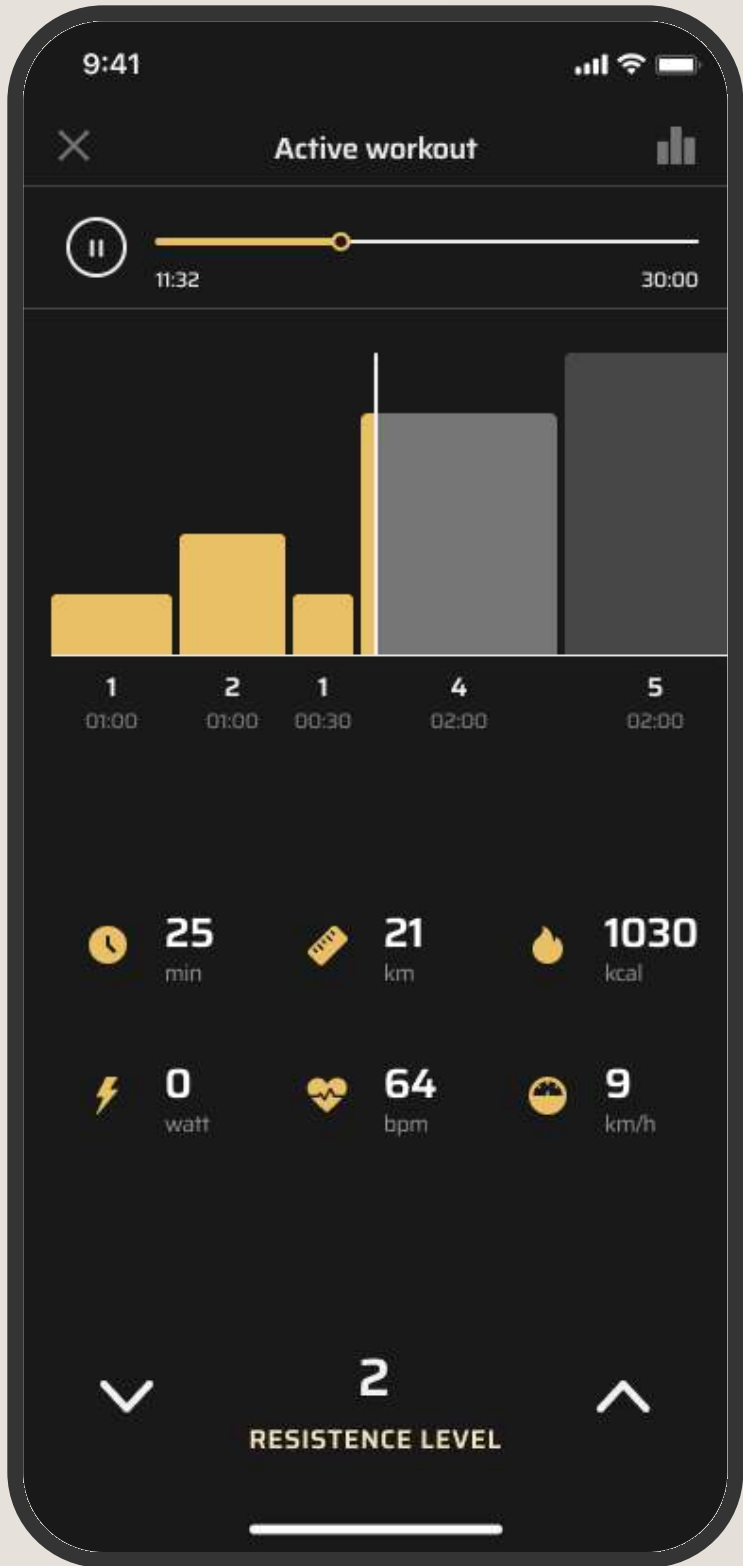 9:41
Active workout
11:32 30:00
1 2 1 4 5
01:00 01:00 00:30 02:00 02:00
25 21 1030
min km kcal
0 64 9
watt bpm km/h
2
RESISTENCE LEVEL